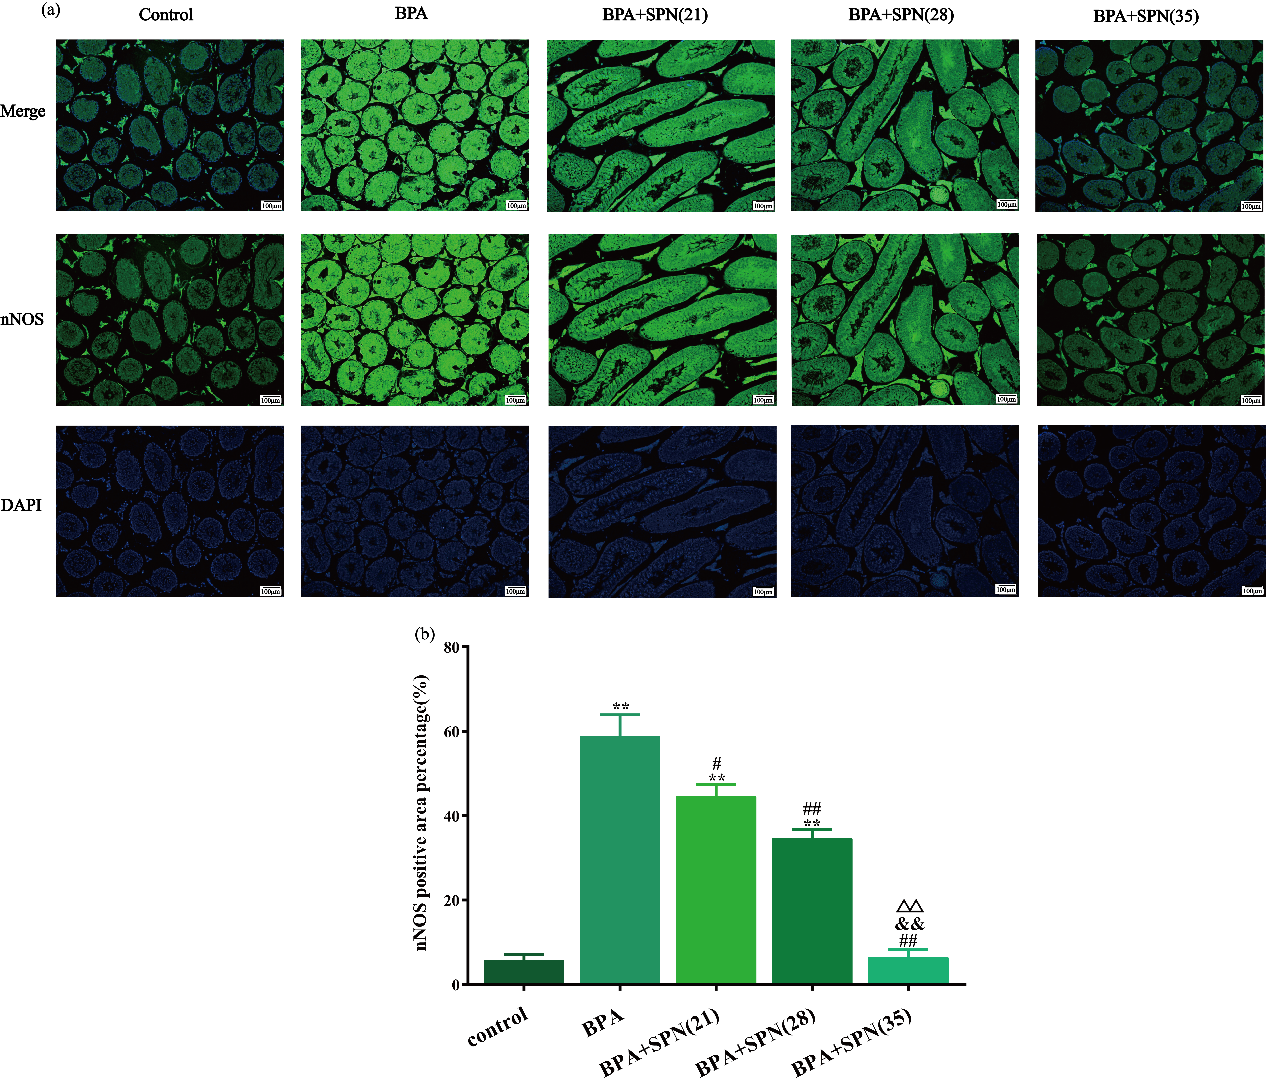 (a)
Control BPA BPA+SPN(21) BPA+SPN(28) BPA+SPN(35)
Merge
100μm 100μm 100μm 100μm 100μm
nNOS
100μm 100μm 100μm 100μm 100μm
DAPI
100μm 100μm 100μm 100μm 100μm
(b)
nNOS positive area percentage(%)
80
60
40
20
0
**
#
**
##
**
△△
&&
##
control BPA BPA+SPN(21) BPA+SPN(28) BPA+SPN(35)